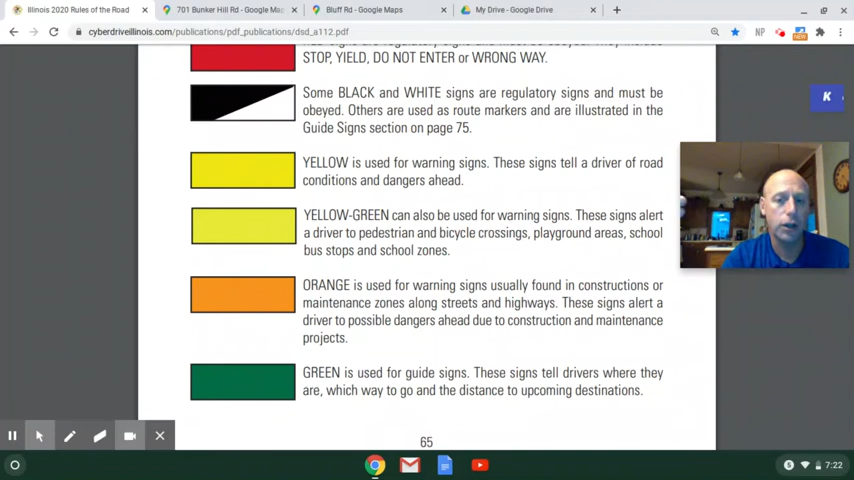 Illinois 2020 Rules of the Road
701 Bunker Hill Rd - Google Ma
Bluff Rd - Google Maps
My Drive - Google Drive
cyberdriveillinois.com/publications/pdf_publications/dsd_a112.pdf
NP
NEW
STOP, YIELD, DO NOT ENTER or WRONG WAY.
Some BLACK and WHITE signs are regulatory signs and must be
obeyed. Others are used as route markers and are illustrated in the
Guide Signs section on page 75.
K
YELLOW is used for warning signs. These signs tell a driver of road
conditions and dangers ahead.
YELLOW-GREEN can also be used for warning signs. These signs alert
a driver to pedestrian and bicycle crossings, playground areas, school
bus stops and school zones.
ORANGE is used for warning signs usually found in constructions or
maintenance zones along streets and highways. These signs alert a
driver to possible dangers ahead due to construction and maintenance
projects.
GREEN is used for guide signs. These signs tell drivers where they
are, which way to go and the distance to upcoming destinations.
65
7:22